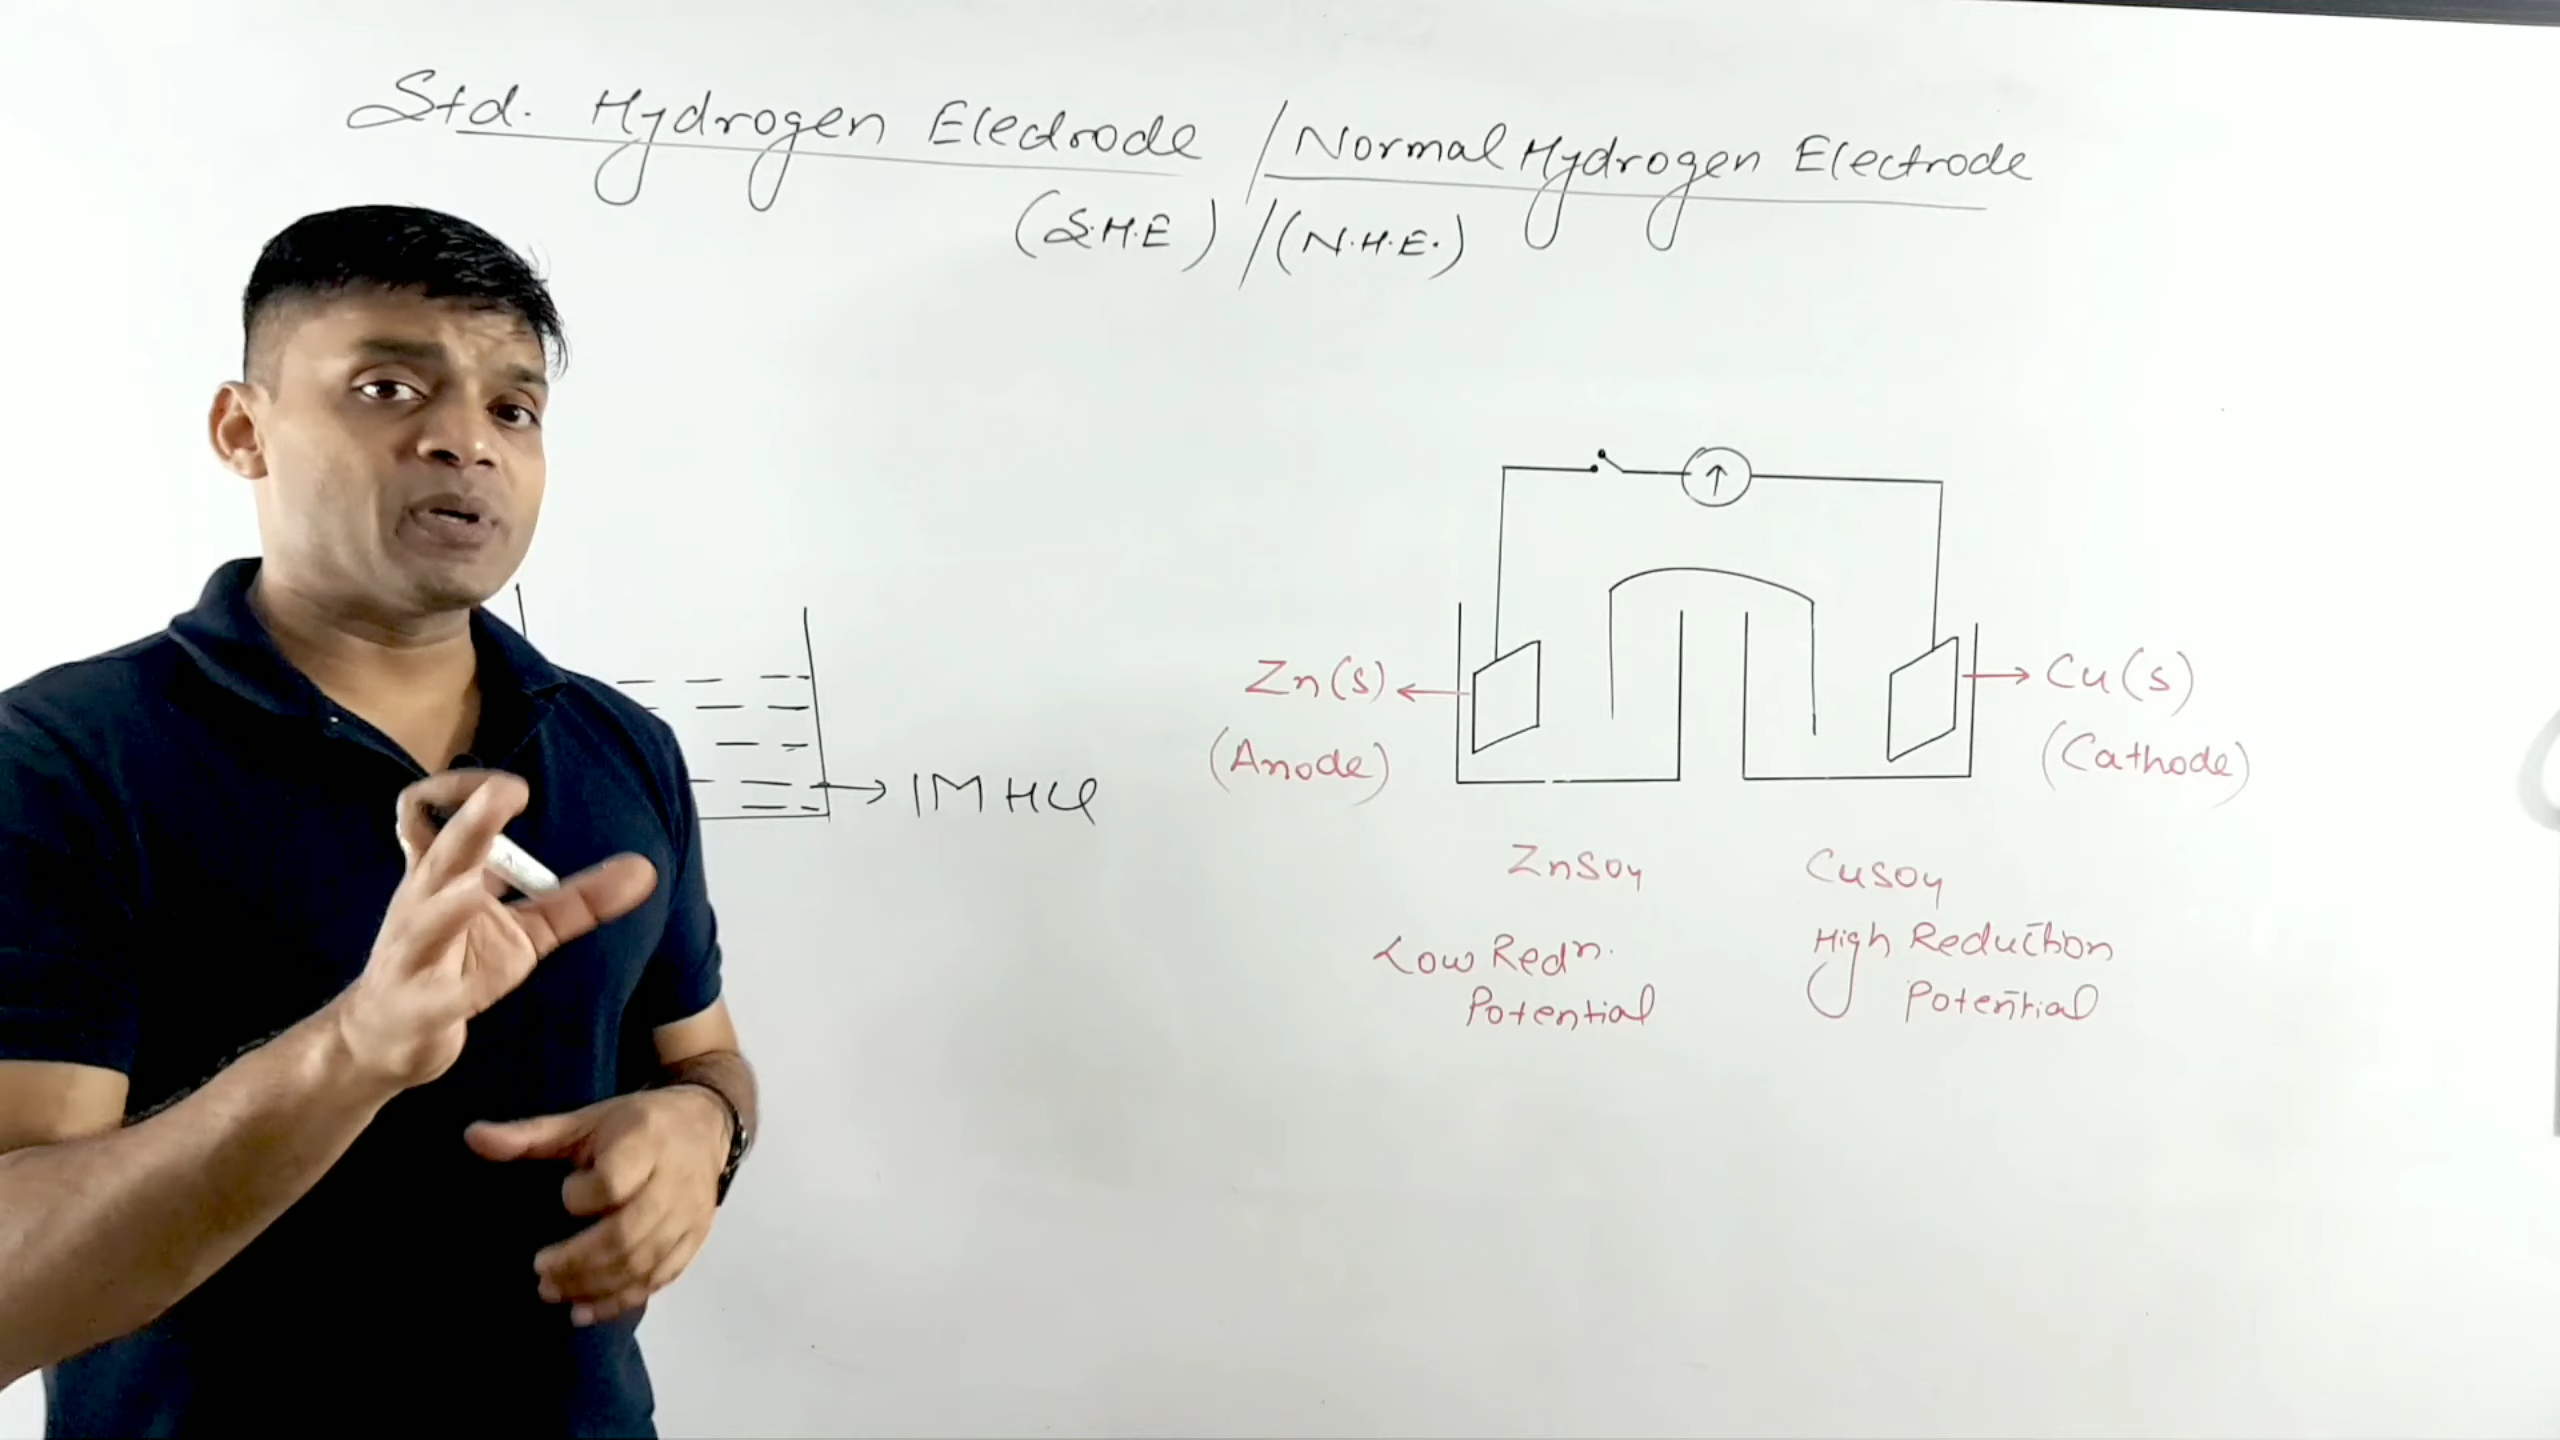 Std. Hydrogen Electrode / Normal Hydrogen Electrode
(S.H.E) / (N.H.E.)
Zn(s)
(Anode)
Cu(s)
(Cathode)
1M HCl
ZnSO4
CuSO4
Low Redn.
Potential
High Reduction
Potential